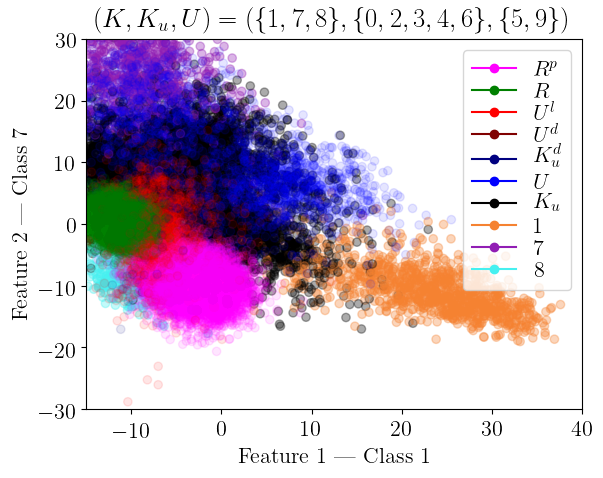 (K, K_u, U) = ({1, 7, 8}, {0, 2, 3, 4, 6}, {5, 9})
30
20
10
0
−10
−20
−30
Feature 2 — Class 7
R^p
R
U^l
U^d
K_u^d
U
K_u
1
7
8
−10
0
10
20
30
40
Feature 1 — Class 1